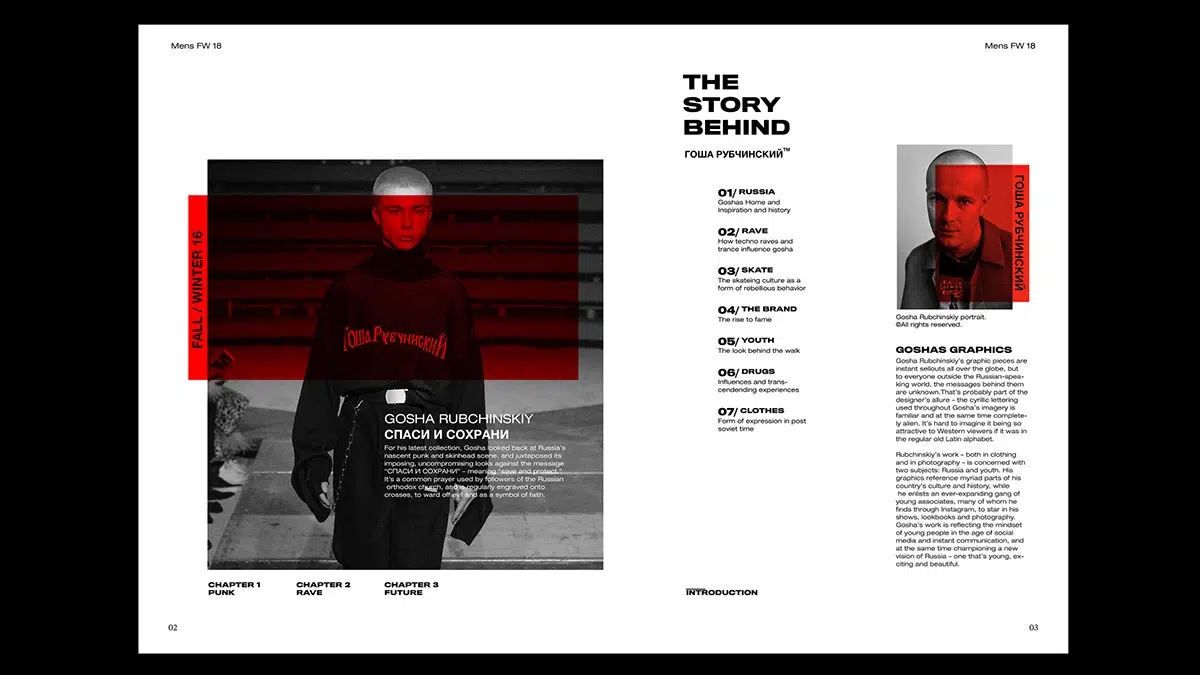 Mens FW 18
Mens FW 18
FALL / WINTER 16
ГОША РУБЧИНСКИЙ
GOSHA RUBCHINSKIY
СПАСИ И СОХРАНИ
For his latest collection, Gosha looked back at Russia's
nascent punk and skinhead scene, and juxtaposed its
imposing, uncompromising looks against the message
"СПАСИ И СОХРАНИ" – meaning "save and protect."
It's a common prayer used by followers of the Russian
orthodox church, and is regularly engraved onto
crosses, to ward off evil and as a symbol of faith.
CHAPTER 1
PUNK
CHAPTER 2
RAVE
CHAPTER 3
FUTURE
02
THE
STORY
BEHIND
ГОША РУБЧИНСКИЙ™
01/ RUSSIA
Goshas Home and
Inspiration and history
02/ RAVE
How techno raves and
trance influence gosha
03/ SKATE
The skateing culture as a
form of rebellious behavior
04/ THE BRAND
The rise to fame
05/ YOUTH
The look behind the walk
06/ DRUGS
Influences and trans-
cendending experiences
07/ CLOTHES
Form of expression in post
soviet time
INTRODUCTION
ГОША РУБЧИНСКИЙ
Gosha Rubchinskiy portrait.
©All rights reserved.
GOSHAS GRAPHICS
Gosha Rubchinskiy's graphic pieces are
instant sellouts all over the globe, but
to everyone outside the Russian-spea-
king world, the messages behind them
are unknown.That's probably part of the
designer's allure – the cyrillic lettering
used throughout Gosha's imagery is
familiar and at the same time complete-
ly alien. It's hard to imagine it being so
attractive to Western viewers if it was in
the regular old Latin alphabet.
Rubchinskiy's work – both in clothing
and in photography – is concerned with
two subjects: Russia and youth. His
graphics reference myriad parts of his
country's culture and history, while
he enlists an ever-expanding gang of
young associates, many of whom he
finds through Instagram, to star in his
shows, lookbooks and photography.
Gosha's work is reflecting the mindset
of young people in the age of social
media and instant communication, and
at the same time championing a new
vision of Russia – one that's young, ex-
citing and beautiful.
03